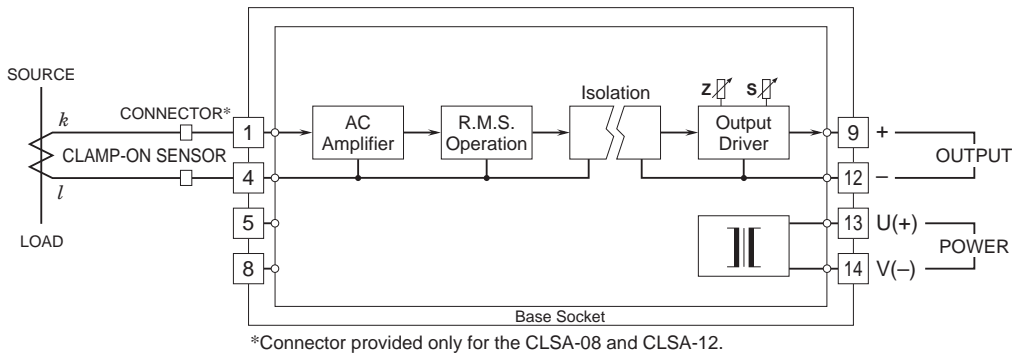 SOURCE
k
CONNECTOR*
CLAMP-ON SENSOR
l
LOAD
1
4
5
8
AC
Amplifier
R.M.S.
Operation
Isolation
Z
S
Output
Driver
9
+
12
–
OUTPUT
13
U(+)
14
V(–)
POWER
Base Socket
*Connector provided only for the CLSA-08 and CLSA-12.